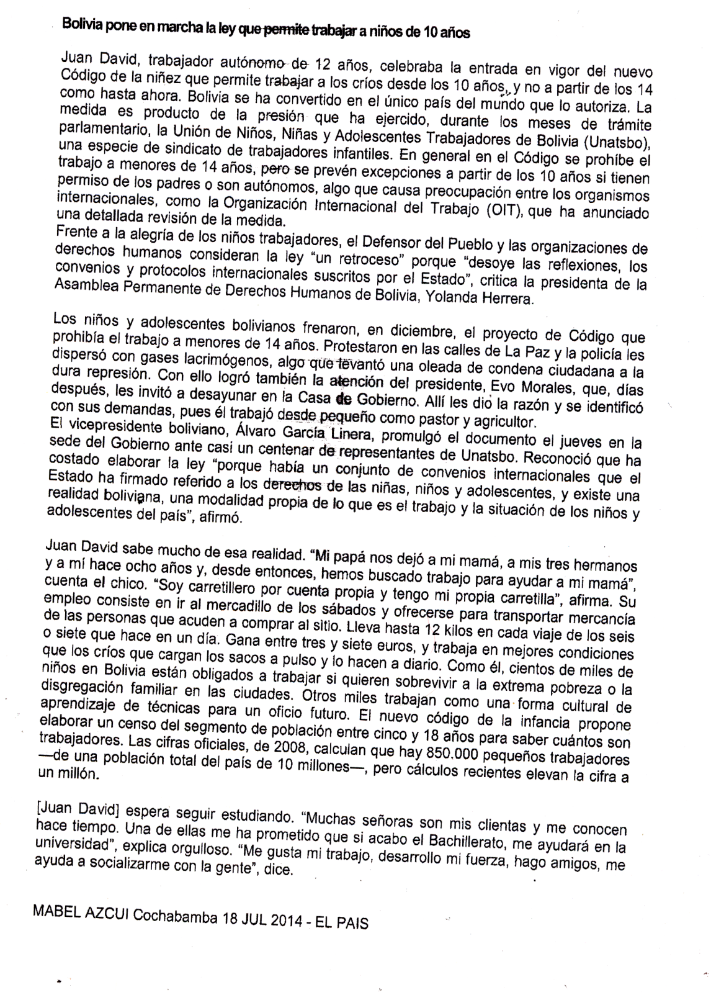 Bolivia pone en marcha la ley que permite trabajar a niños de 10 años
Juan David, trabajador autónomo de 12 años, celebraba la entrada en vigor del nuevo
Código de la niñez que permite trabajar a los críos desde los 10 años, y no a partir de los 14
como hasta ahora. Bolivia se ha convertido en el único país del mundo que lo autoriza. La
medida es producto de la presión que ha ejercido, durante los meses de trámite
parlamentario, la Unión de Niños, Niñas y Adolescentes Trabajadores de Bolivia (Unatsbo),
una especie de sindicato de trabajadores infantiles. En general en el Código se prohíbe el
trabajo a menores de 14 años, pero se prevén excepciones a partir de los 10 años si tienen
permiso de los padres o son autónomos, algo que causa preocupación entre los organismos
internacionales, como la Organización Internacional del Trabajo (OIT), que ha anunciado
una detallada revisión de la medida.
Frente a la alegría de los niños trabajadores, el Defensor del Pueblo y las organizaciones de
derechos humanos consideran la ley “un retroceso” porque “desoye las reflexiones, los
convenios y protocolos internacionales suscritos por el Estado”, critica la presidenta de la
Asamblea Permanente de Derechos Humanos de Bolivia, Yolanda Herrera.
Los niños y adolescentes bolivianos frenaron, en diciembre, el proyecto de Código que
prohibía el trabajo a menores de 14 años. Protestaron en las calles de La Paz y la policía les
dispersó con gases lacrimógenos, algo que levantó una oleada de condena ciudadana a la
dura represión. Con ello logró también la atención del presidente, Evo Morales, que, días
después, les invitó a desayunar en la Casa de Gobierno. Allí les dio la razón y se identificó
con sus demandas, pues él trabajó desde pequeño como pastor y agricultor.
El vicepresidente boliviano, Álvaro García Linera, promulgó el documento el jueves en la
sede del Gobierno ante casi un centenar de representantes de Unatsbo. Reconoció que ha
costado elaborar la ley “porque había un conjunto de convenios internacionales que el
Estado ha firmado referido a los derechos de las niñas, niños y adolescentes, y existe una
realidad boliviana, una modalidad propia de lo que es el trabajo y la situación de los niños y
adolescentes del país”, afirmó.
Juan David sabe mucho de esa realidad. “Mi papá nos dejó a mi mamá, a mis tres hermanos
y a mí hace ocho años y, desde entonces, hemos buscado trabajo para ayudar a mi mamá”,
cuenta el chico. “Soy carretillero por cuenta propia y tengo mi propia carretilla”, afirma. Su
empleo consiste en ir al mercadillo de los sábados y ofrecerse para transportar mercancía
de las personas que acuden a comprar al sitio. Lleva hasta 12 kilos en cada viaje de los seis
o siete que hace en un día. Gana entre tres y siete euros, y trabaja en mejores condiciones
que los críos que cargan los sacos a pulso y lo hacen a diario. Como él, cientos de miles de
niños en Bolivia están obligados a trabajar si quieren sobrevivir a la extrema pobreza o la
disgregación familiar en las ciudades. Otros miles trabajan como una forma cultural de
aprendizaje de técnicas para un oficio futuro. El nuevo código de la infancia propone
elaborar un censo del segmento de población entre cinco y 18 años para saber cuántos son
trabajadores. Las cifras oficiales, de 2008, calculan que hay 850.000 pequeños trabajadores
—de una población total del país de 10 millones—, pero cálculos recientes elevan la cifra a
un millón.
[Juan David] espera seguir estudiando. “Muchas señoras son mis clientas y me conocen
hace tiempo. Una de ellas me ha prometido que si acabo el Bachillerato, me ayudará en la
universidad”, explica orgulloso. “Me gusta mi trabajo, desarrollo mi fuerza, hago amigos, me
ayuda a socializarme con la gente”, dice.
MABEL AZCUI Cochabamba 18 JUL 2014 - EL PAIS